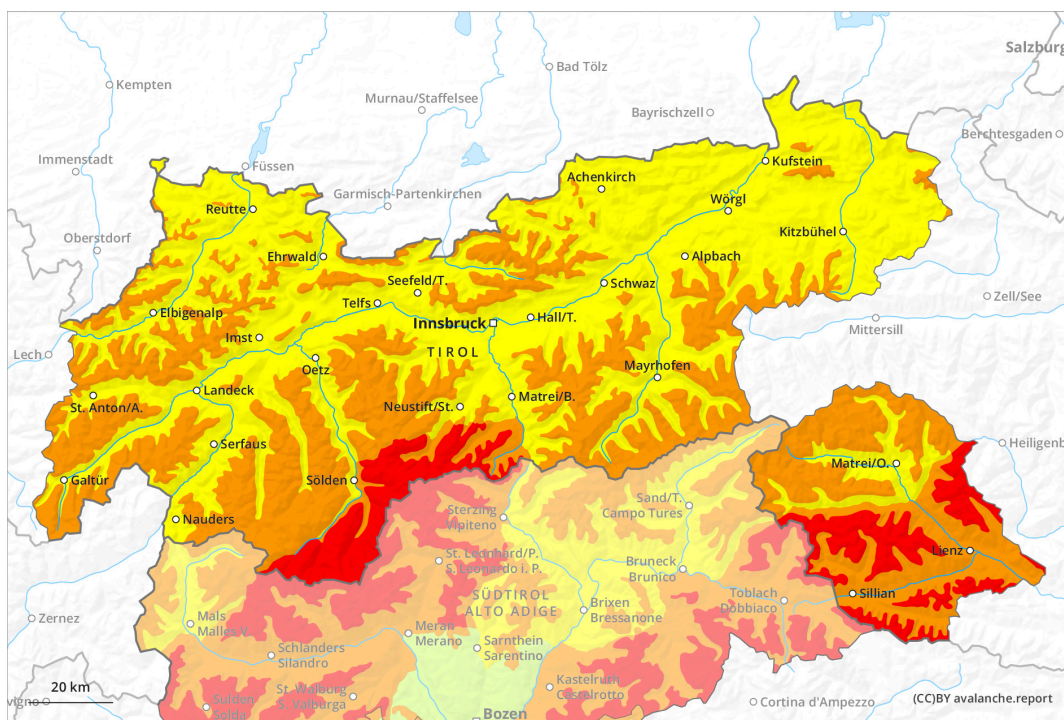 Salzburg
Kempten
Bad Tölz
Murnau/Staffelsee
Bayrischzell
Berchtesgaden
Immenstadt
Füssen
Kufstein
Achenkirch
Garmisch-Partenkirchen
Wörgl
Reutte
Oberstdorf
Kitzbühel
Ehrwald
Alpbach
Seefeld/T.
Schwaz
Zell/See
Telfs
Elbigenalp
Innsbruck
Hall/T.
Mittersill
Imst
Lech
TIROL
Oetz
Mayrhofen
Landeck
Matrei/B.
St. Anton/A.
Neustift/St.
Serfaus
Heiligenb
Matrei/O.
Galtür
Sölden
Sand/T.
Campo Tures
Sterzing
Vipiteno
Nauders
St. Leonhard/P.
S. Leonardo i. P.
Lienz
Bruneck
Brunico
SÜDTIROL
ALTO ADIGE
Toblach
Dobbiaco
Sillian
Brixen
Bressanone
Zernez
Mals
Malles V.
Meran
Merano
Sarnthein
Sarentino
Schlanders
Silandro
Kastelruth
Castelrotto
20 km
St. Walburg
S. Valburga
vigno
Sulden
Solda
Cortina d'Ampezzo
(CC)BY avalanche.report
Bozen